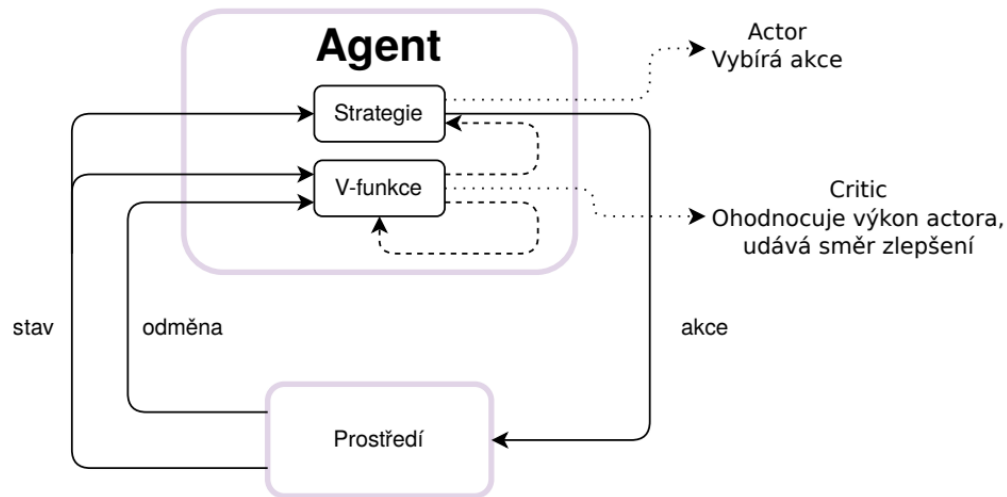 Agent
Actor
Vybírá akce
Strategie
V-funkce
Critic
Ohodnocuje výkon actora,
udává směr zlepšení
stav
odměna
akce
Prostředí